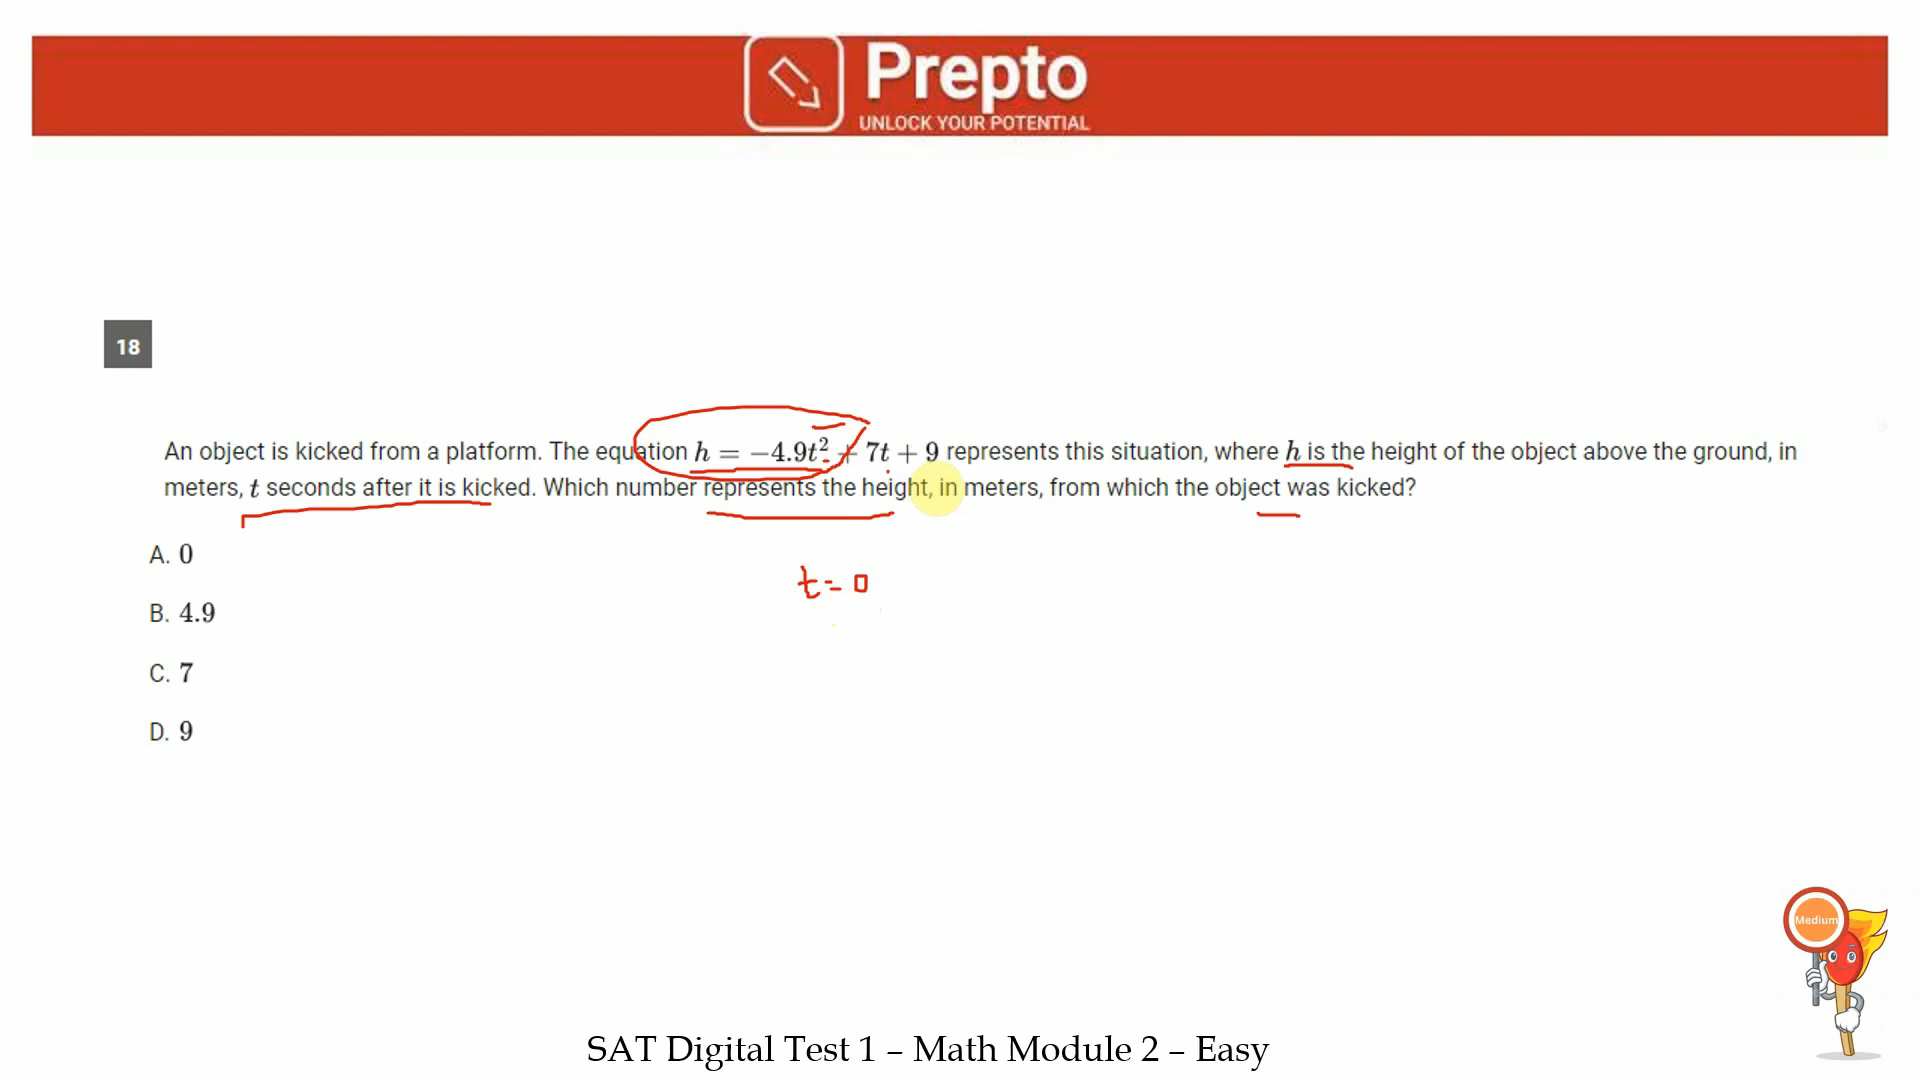 Prepto
UNLOCK YOUR POTENTIAL
18
An object is kicked from a platform. The equation h = −4.9t² + 7t + 9 represents this situation, where h is the height of the object above the ground, in
meters, t seconds after it is kicked. Which number represents the height, in meters, from which the object was kicked?
A. 0
t = 0
B. 4.9
C. 7
D. 9
Medium
SAT Digital Test 1 – Math Module 2 – Easy